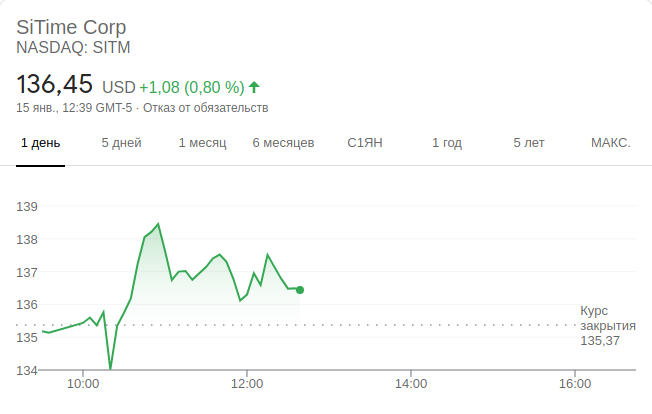 SiTime Corp
NASDAQ: SITM
136,45 USD +1,08 (0,80 %)
15 янв., 12:39 GMT-5 · Отказ от обязательств
1 день 5 дней 1 месяц 6 месяцев С1ЯН 1 год 5 лет МАКС.
139
138
137
136
135
134
Курс
закрытия
135,37
10:00 12:00 14:00 16:00